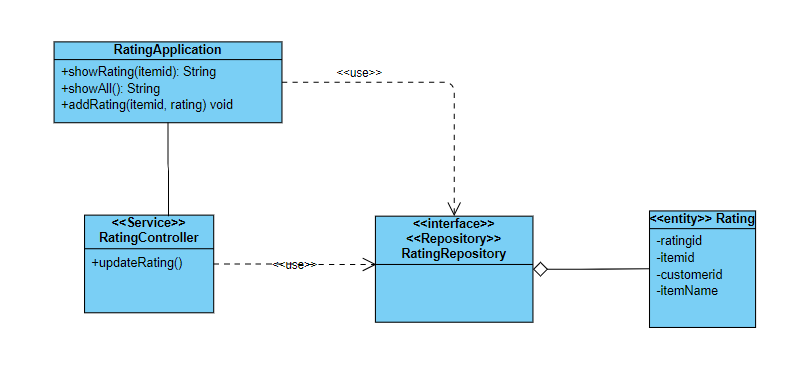 RatingApplication
+showRating(itemid): String
+showAll(): String
+addRating(itemid, rating) void
<<use>>
<<Service>>
RatingController
+updateRating()
<<use>>
<<interface>>
<<Repository>>
RatingRepository
<<entity>> Rating
-ratingid
-itemid
-customerid
-itemName